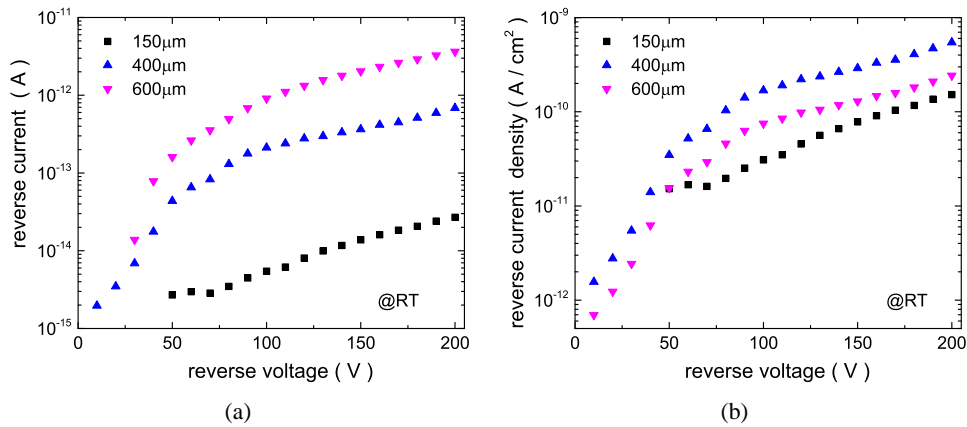 10⁻¹¹
10⁻¹²
10⁻¹³
10⁻¹⁴
10⁻¹⁵
reverse current ( A )
150μm
400μm
600μm
@RT
0 50 100 150 200
reverse voltage ( V )
(a)
10⁻⁹
10⁻¹⁰
10⁻¹¹
10⁻¹²
reverse current density ( A / cm²)
150μm
400μm
600μm
@RT
0 50 100 150 200
reverse voltage ( V )
(b)